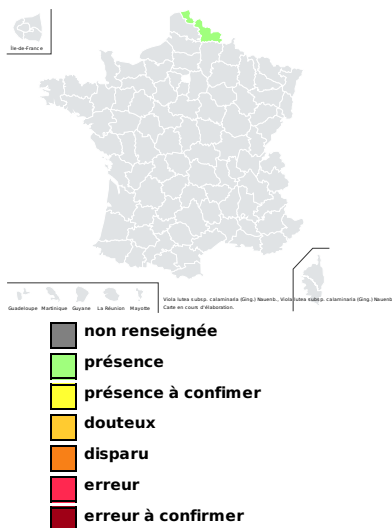 Île-de-France
Guadeloupe Martinique Guyane La Réunion Mayotte
Viola lutea subsp. calaminaria (Ging.) Nauenb., Viola lutea subsp. calaminaria (Ging.) Nauenb
Carte en cours d'élaboration.
non renseignée
présence
présence à confimer
douteux
disparu
erreur
erreur à confirmer